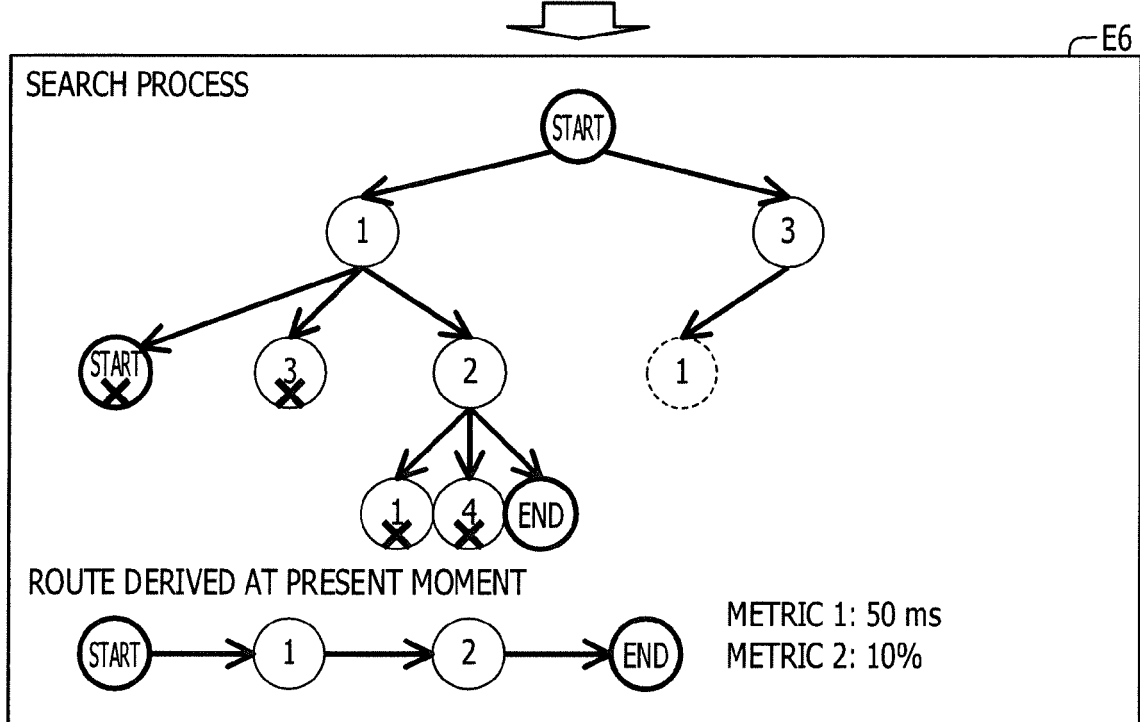 E6
SEARCH PROCESS
START
1 3
START 3 2 1
1 4 END
ROUTE DERIVED AT PRESENT MOMENT
START 1 2 END
METRIC 1: 50 ms
METRIC 2: 10%